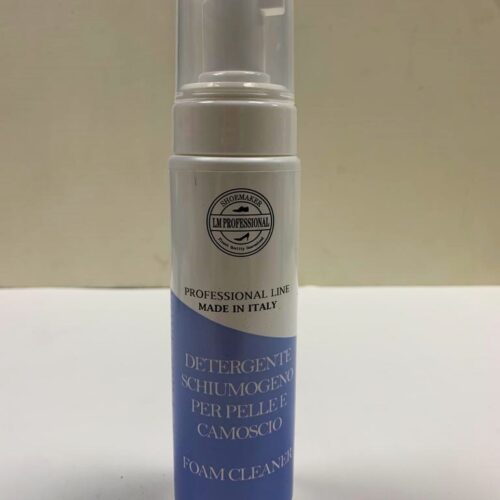 SHOEMAKER
LM PROFESSIONAL
PROFESSIONAL LINE
MADE IN ITALY
DETERGENTE
SCHIUMOGENO
PER PELLE E
CAMOSCIO
FOAM CLEANER